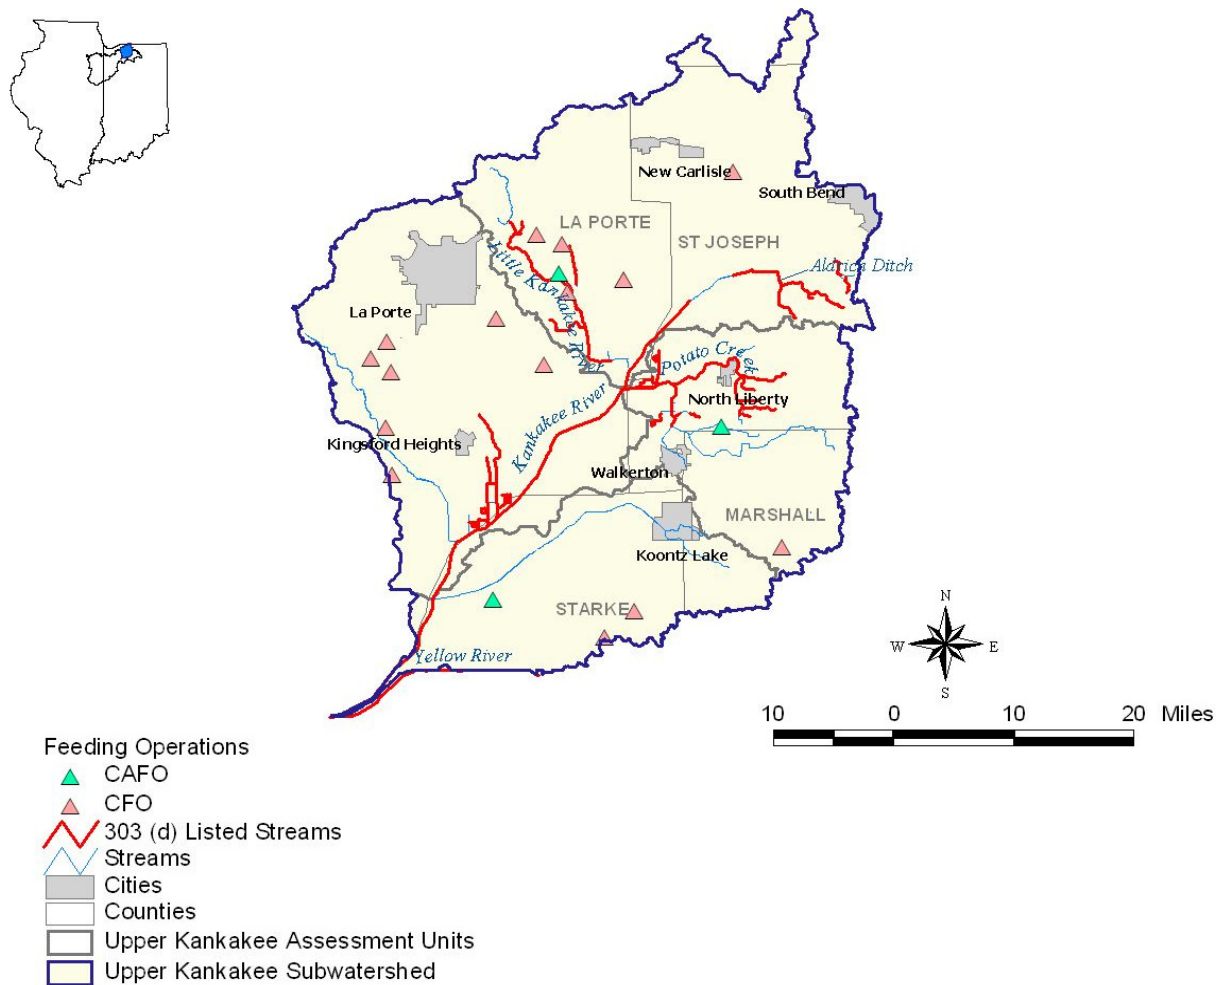 New Carlisle
South Bend
LA PORTE
ST JOSEPH
Aldrich Ditch
Little Kankakee River
La Porte
Potato Creek
North Liberty
Kankakee River
Kingsford Heights
Walkerton
MARSHALL
Koontz Lake
STARKE
Yellow River
N
W
E
S
10 0 10 20 Miles
Feeding Operations
CAFO
CFO
303 (d) Listed Streams
Streams
Cities
Counties
Upper Kankakee Assessment Units
Upper Kankakee Subwatershed